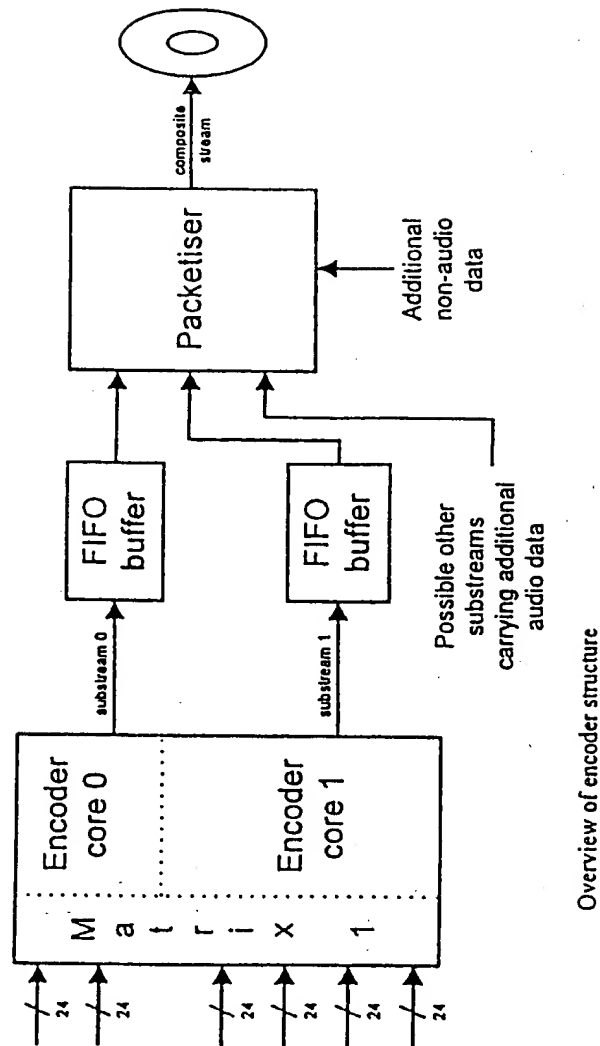 24
24
24
24
24
24
M a t r i x 1
Encoder
core 0
Encoder
core 1
substream 0
substream 1
FIFO
buffer
FIFO
buffer
Possible other
substreams
carrying additional
audio data
Packetiser
Additional
non-audio
data
composite
stream
Overview of encoder structure